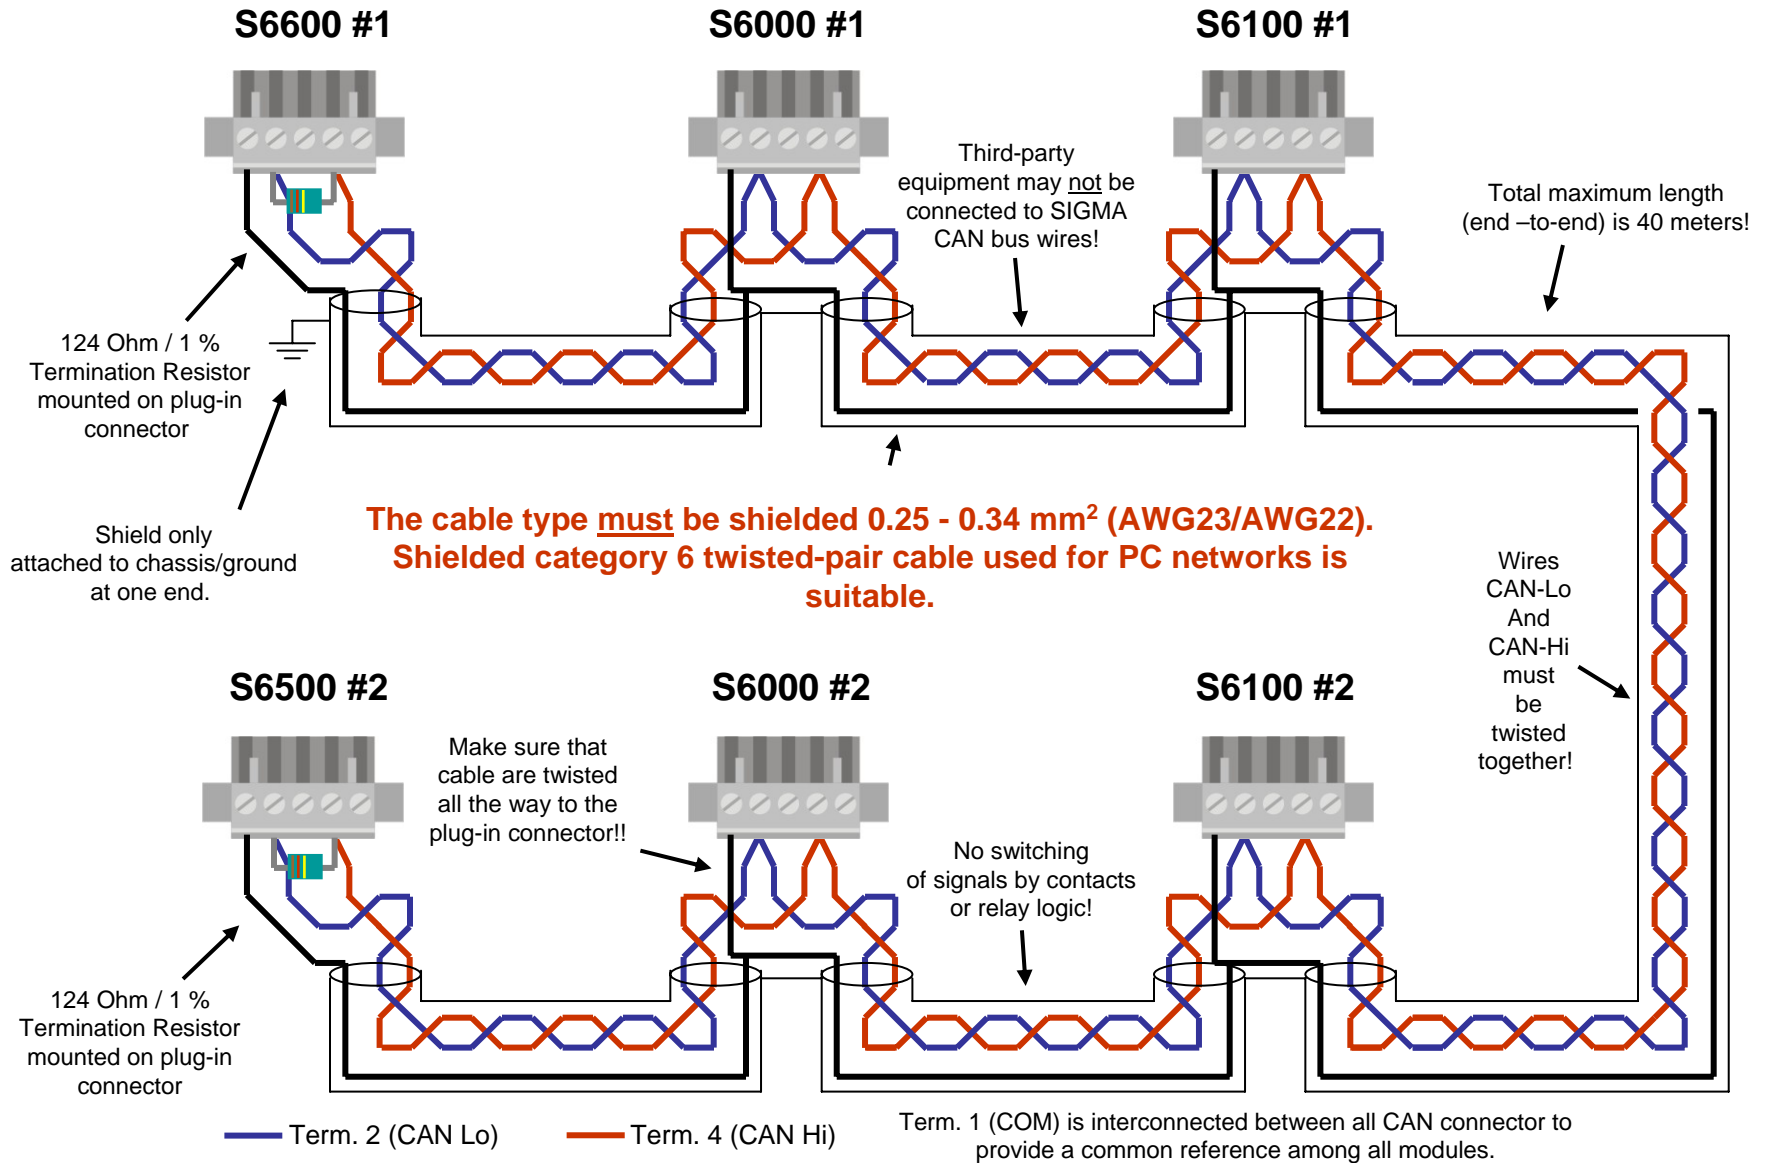 S6600 #1
S6000 #1
S6100 #1
Third-party
equipment may not be
connected to SIGMA
CAN bus wires!
Total maximum length
(end –to-end) is 40 meters!
124 Ohm / 1 %
Termination Resistor
mounted on plug-in
connector
Shield only
attached to chassis/ground
at one end.
The cable type must be shielded 0.25 - 0.34 mm² (AWG23/AWG22).
Shielded category 6 twisted-pair cable used for PC networks is
suitable.
Wires
CAN-Lo
And
CAN-Hi
must
be
twisted
together!
S6500 #2
S6000 #2
S6100 #2
Make sure that
cable are twisted
all the way to the
plug-in connector!!
No switching
of signals by contacts
or relay logic!
124 Ohm / 1 %
Termination Resistor
mounted on plug-in
connector
Term. 2 (CAN Lo)
Term. 4 (CAN Hi)
Term. 1 (COM) is interconnected between all CAN connector to
provide a common reference among all modules.